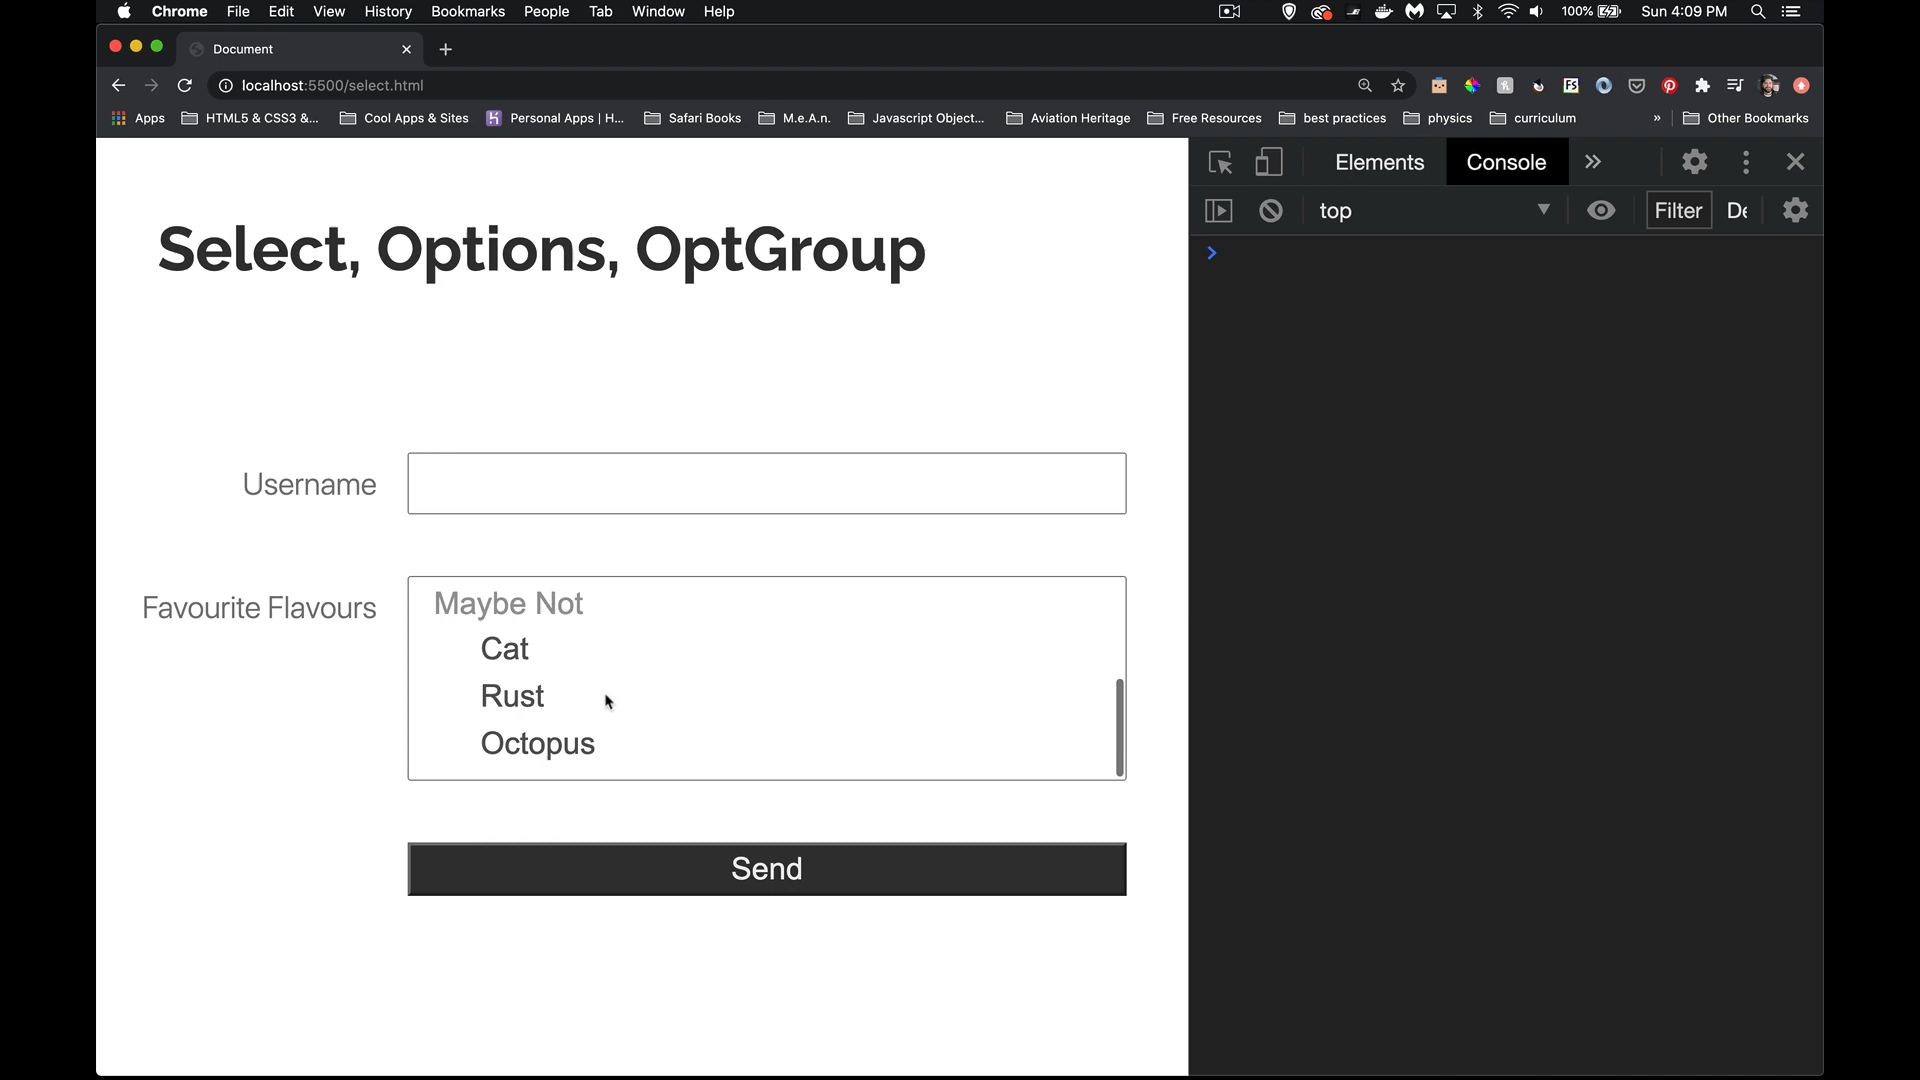 Chrome File Edit View History Bookmarks People Tab Window Help 100% Sun 4:09 PM
Document
localhost:5500/select.html
Apps HTML5 & CSS3 &... Cool Apps & Sites Personal Apps | H... Safari Books M.e.A.n. Javascript Object... Aviation Heritage Free Resources best practices physics curriculum » Other Bookmarks
Elements Console
top Filter De
Select, Options, OptGroup
Username
Favourite Flavours
Maybe Not
Cat
Rust
Octopus
Send